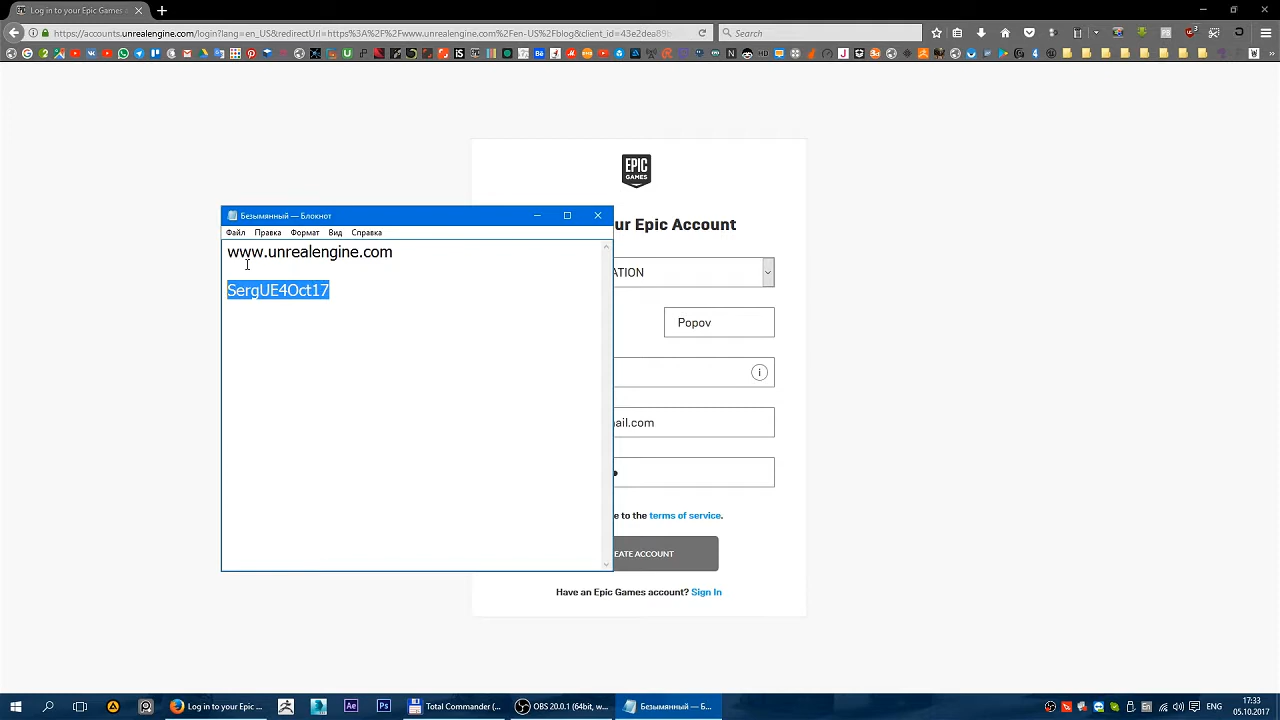 Log in to your Epic Games A
https://accounts.unrealengine.com/login?lang=en_US&redirectUrl=https%3A%2F%2Fwww.unrealengine.com%2Fen-US%2Fblog&client_id=43e2dea89b
Search
EPIC
GAMES
ur Epic Account
Безымянный — Блокнот
Файл Правка Формат Вид Справка
www.unrealengine.com
SergUE4Oct17
ATION
Popov
ail.com
e to the terms of service.
EATE ACCOUNT
Have an Epic Games account? Sign In
Log in to your Epic ...
Ae
Ps
Total Commander (...
OBS 20.0.1 (64bit, w...
Безымянный — Б...
ENG
17:33
05.10.2017